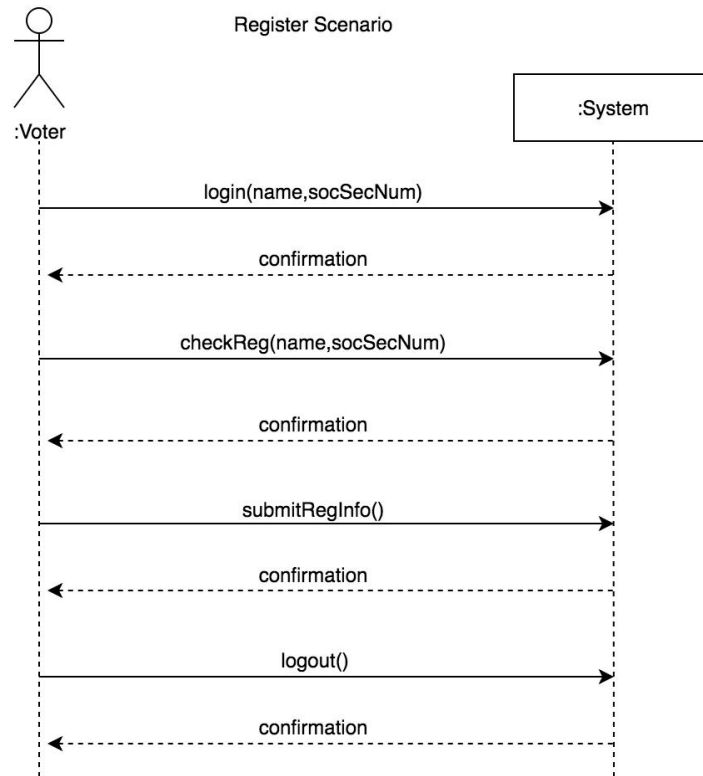 Register Scenario
:System
:Voter
login(name,socSecNum)
confirmation
checkReg(name,socSecNum)
confirmation
submitRegInfo()
confirmation
logout()
confirmation